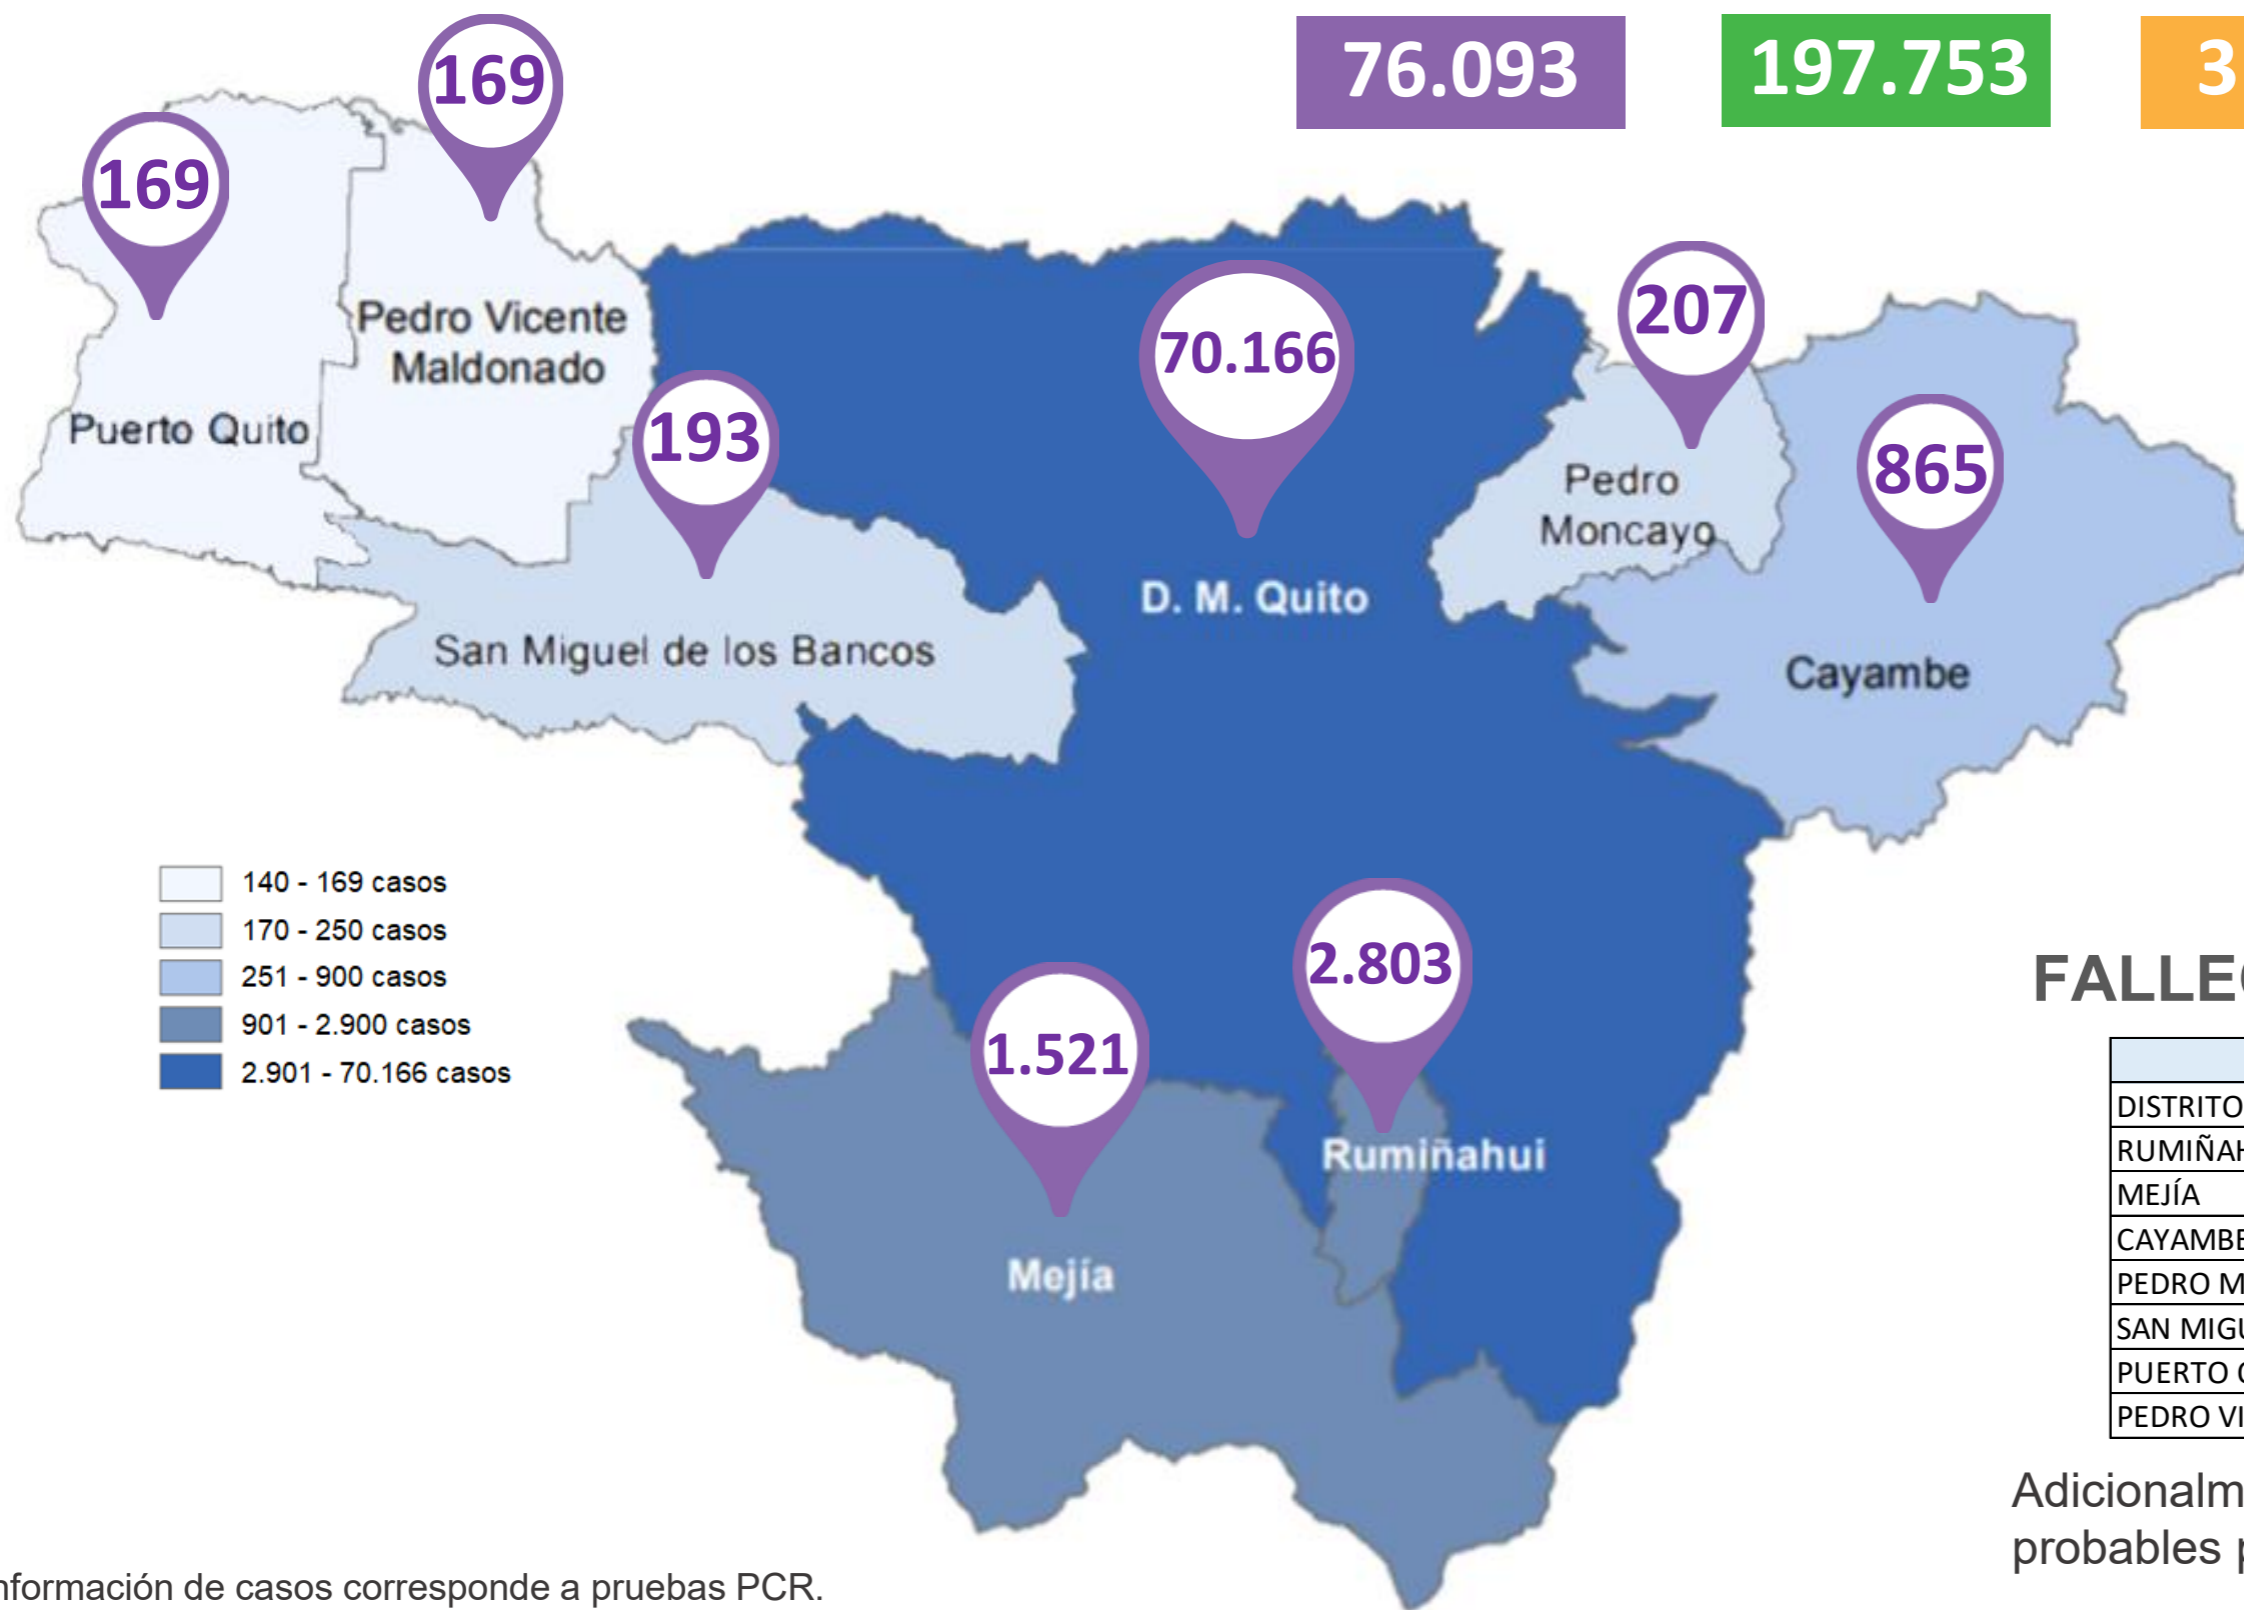 76.093
197.753
3
169
169
Pedro Vicente
Maldonado
Puerto Quito
193
70.166
207
865
Pedro
Moncayo
D. M. Quito
San Miguel de los Bancos
Cayambe
140 - 169 casos
170 - 250 casos
251 - 900 casos
901 - 2.900 casos
2.901 - 70.166 casos
2.803
1.521
Rumiñahui
Mejía
FALLE
DISTRITO
RUMIÑAH
MEJÍA
CAYAMBE
PEDRO M
SAN MIGU
PUERTO
PEDRO VI
Adicionalm
probables p
nformación de casos corresponde a pruebas PCR.